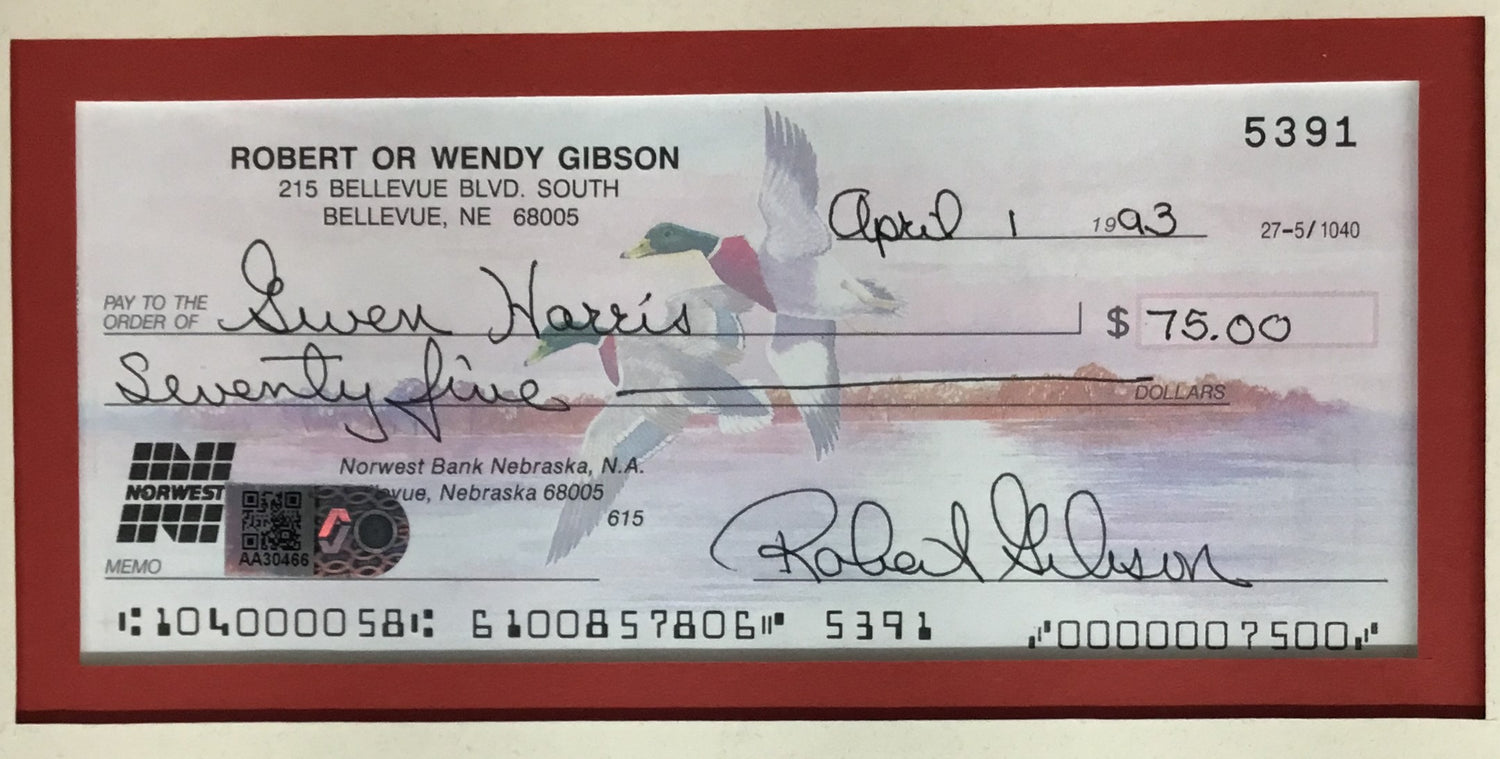 5391
ROBERT OR WENDY GIBSON
215 BELLEVUE BLVD. SOUTH
BELLEVUE, NE 68005
April 1 1993
27-5/1040
PAY TO THE
ORDER OF Gwen Harris $ 75.00
Seventy five DOLLARS
Norwest Bank Nebraska, N.A.
NORWEST
vue, Nebraska 68005
615
AA30466
MEMO
Robert Gibson
⑆104000058⑆ 6100857806⑈ 5391 ⑇0000007500⑇